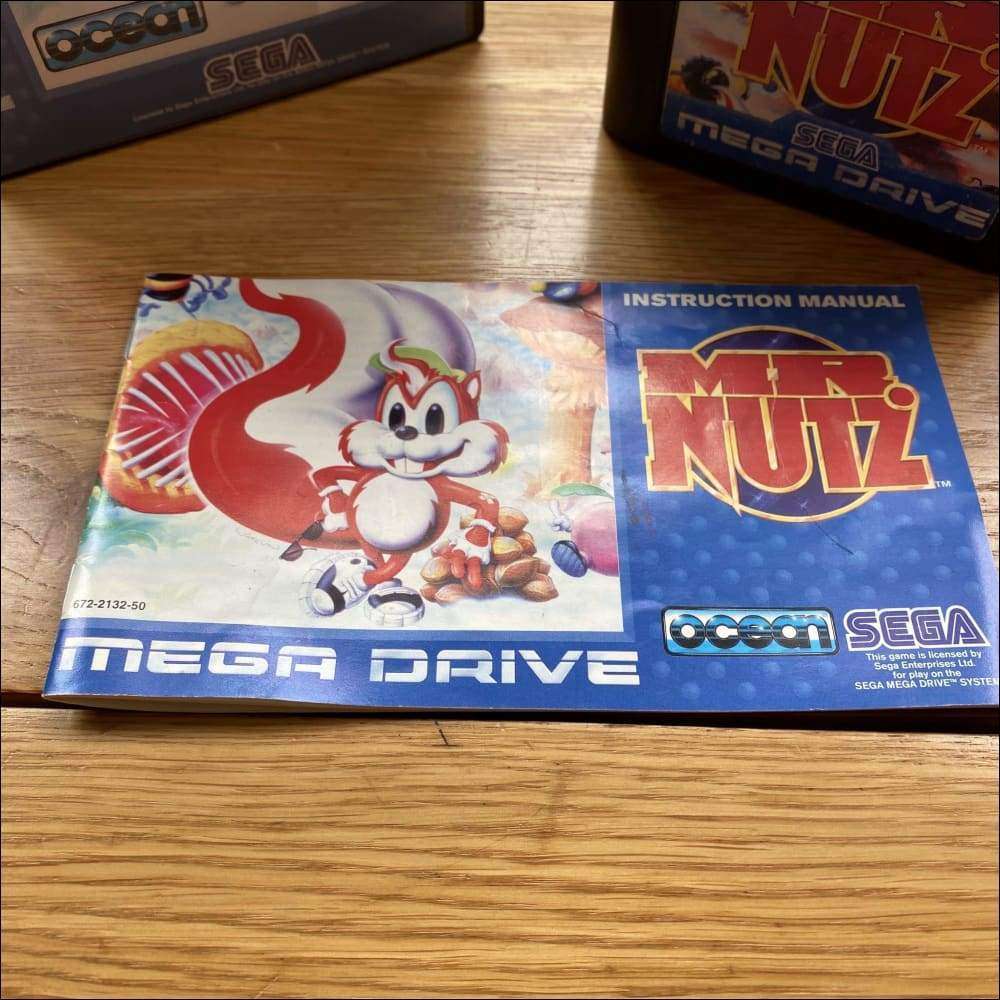 ocean
SEGA
MR.
NUTZ
SEGA
MEGA DRIVE
INSTRUCTION MANUAL
MR.
NUTZ
TM
672-2132-50
MEGA DRIVE
ocean
SEGA
This game is licensed by
Sega Enterprises Ltd.
for play on the
SEGA MEGA DRIVE™ SYSTEM